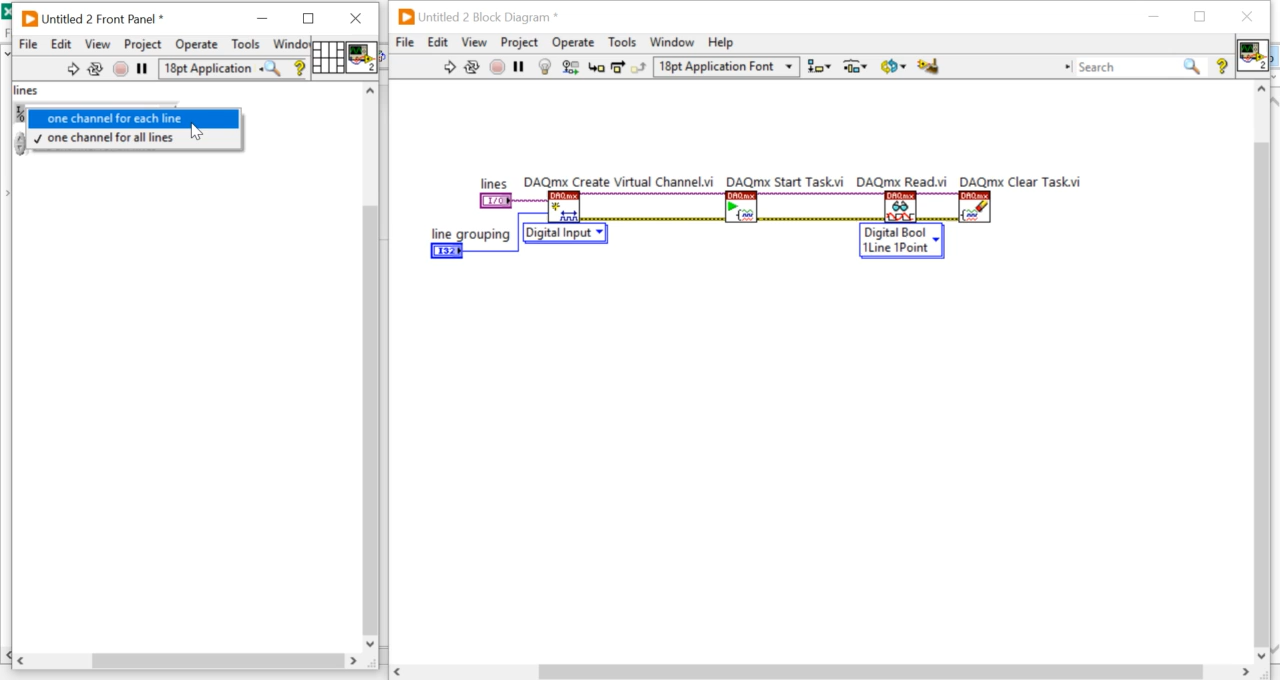 Untitled 2 Front Panel *
File Edit View Project Operate Tools Windo
18pt Application
2
lines
one channel for each line
✓ one channel for all lines
Untitled 2 Block Diagram *
File Edit View Project Operate Tools Window Help
18pt Application Font
Search
2
lines
DAQmx Create Virtual Channel.vi
DAQmx Start Task.vi
DAQmx Read.vi
DAQmx Clear Task.vi
I/O
DAQmx
DAQmx
DAQmx
DAQmx
line grouping
Digital Input
Digital Bool
1Line 1Point
I32